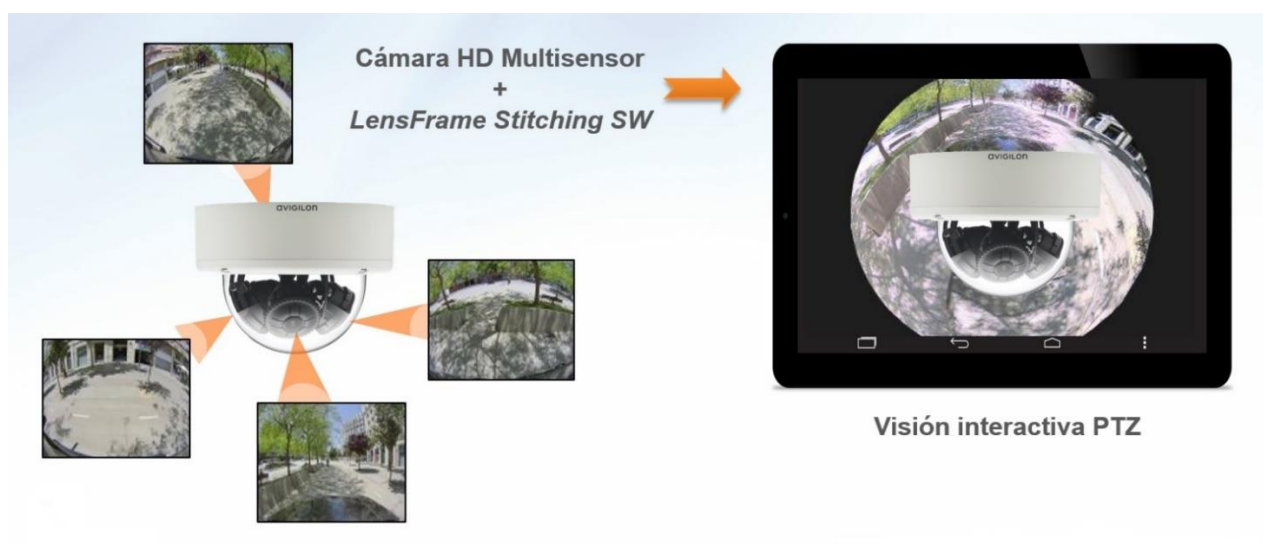 Cámara HD Multisensor
+
LensFrame Stitching SW
AVIGILON
AVIGILON
Visión interactiva PTZ